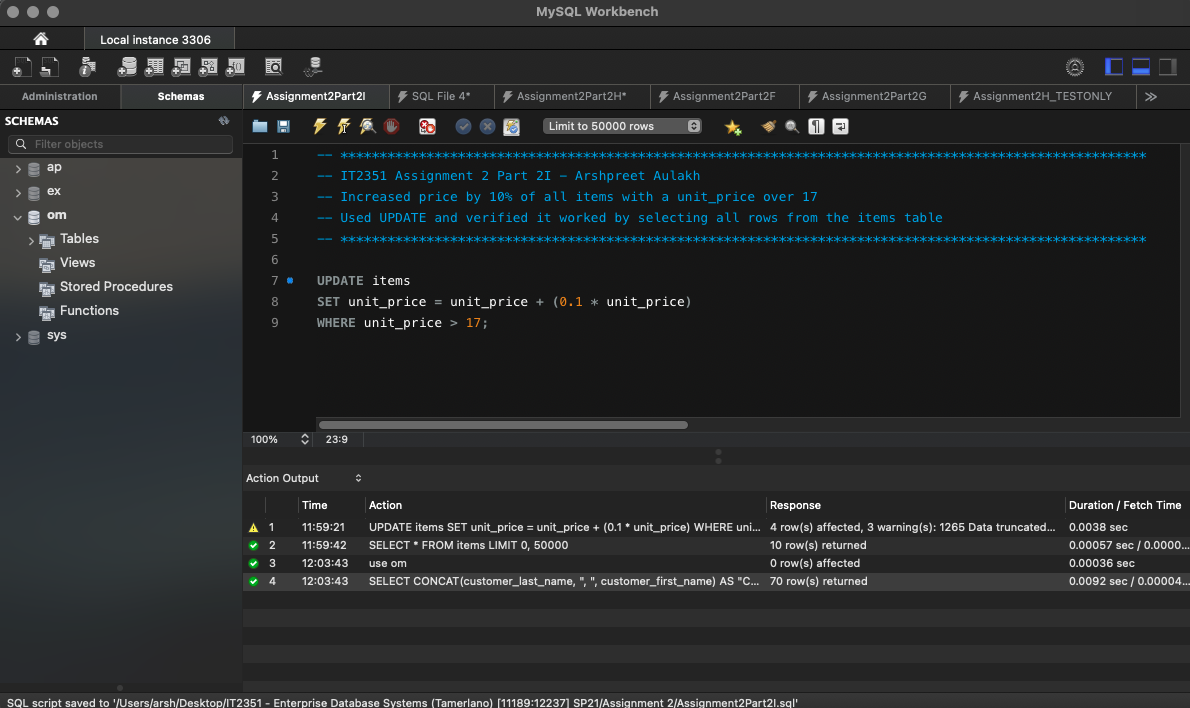 MySQL Workbench
Local instance 3306
Administration
Schemas
Assignment2Part2I
SQL File 4*
Assignment2Part2H*
Assignment2Part2F
Assignment2Part2G
Assignment2H_TESTONLY
SCHEMAS
Filter objects
ap
ex
om
Tables
Views
Stored Procedures
Functions
sys
Limit to 50000 rows
1 -- *******************************************************************************************************
2 -- IT2351 Assignment 2 Part 2I - Arshpreet Aulakh
3 -- Increased price by 10% of all items with a unit_price over 17
4 -- Used UPDATE and verified it worked by selecting all rows from the items table
5 -- *******************************************************************************************************
6
7 UPDATE items
8 SET unit_price = unit_price + (0.1 * unit_price)
9 WHERE unit_price > 17;
100% 23:9
Action Output
Time Action Response Duration / Fetch Time
1 11:59:21 UPDATE items SET unit_price = unit_price + (0.1 * unit_price) WHERE uni... 4 row(s) affected, 3 warning(s): 1265 Data truncated... 0.0038 sec
2 11:59:42 SELECT * FROM items LIMIT 0, 50000 10 row(s) returned 0.00057 sec / 0.0000...
3 12:03:43 use om 0 row(s) affected 0.00036 sec
4 12:03:43 SELECT CONCAT(customer_last_name, ", ", customer_first_name) AS "C... 70 row(s) returned 0.0092 sec / 0.00004...
SQL script saved to '/Users/arsh/Desktop/IT2351 - Enterprise Database Systems (Tamerlano) [11189:12237] SP21/Assignment 2/Assignment2Part2I.sql'